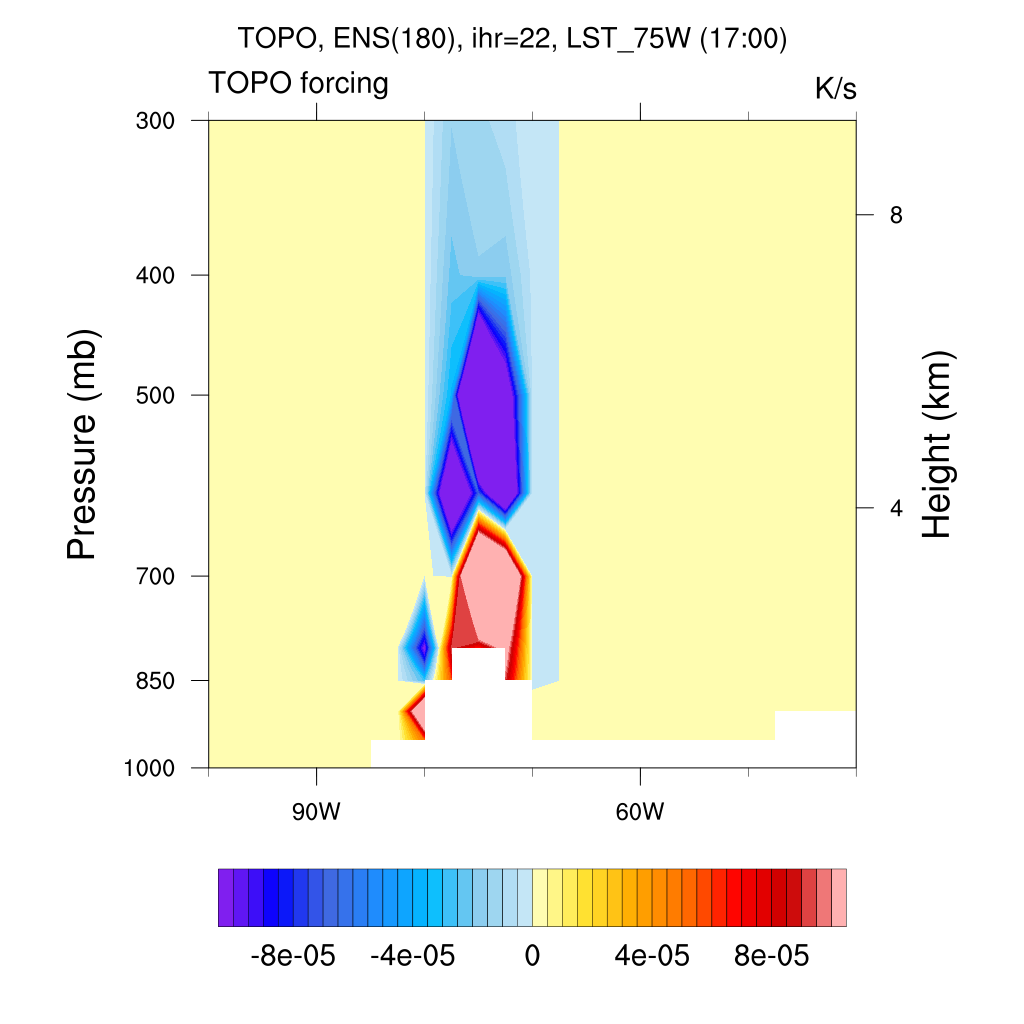 TOPO, ENS(180), ihr=22, LST_75W (17:00)
TOPO forcing
K/s
300
400
500
700
850
1000
Pressure (mb)
8
4
Height (km)
90W
60W
-8e-05
-4e-05
0
4e-05
8e-05